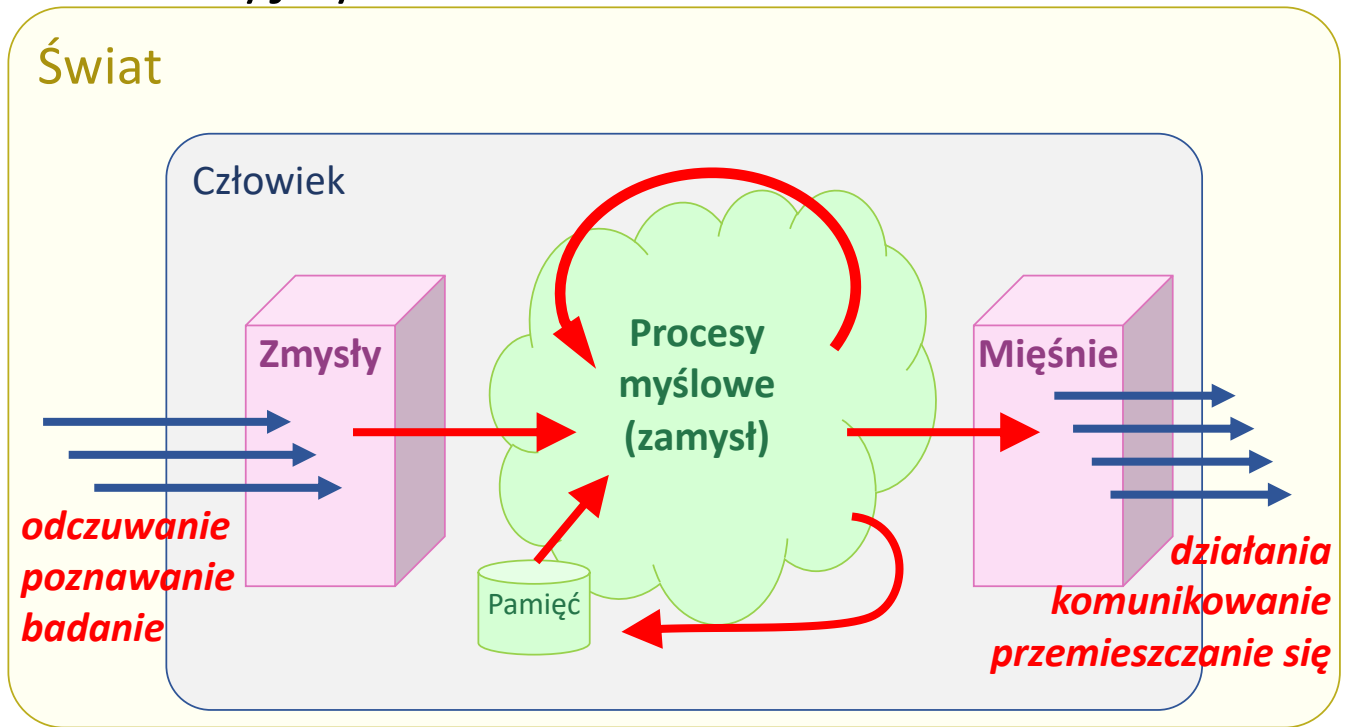 Świat
Człowiek
Zmysły
Procesy
myślowe
(zamysł)
Mięśnie
Pamięć
odczuwanie
poznawanie
badanie
działania
komunikowanie
przemieszczanie się